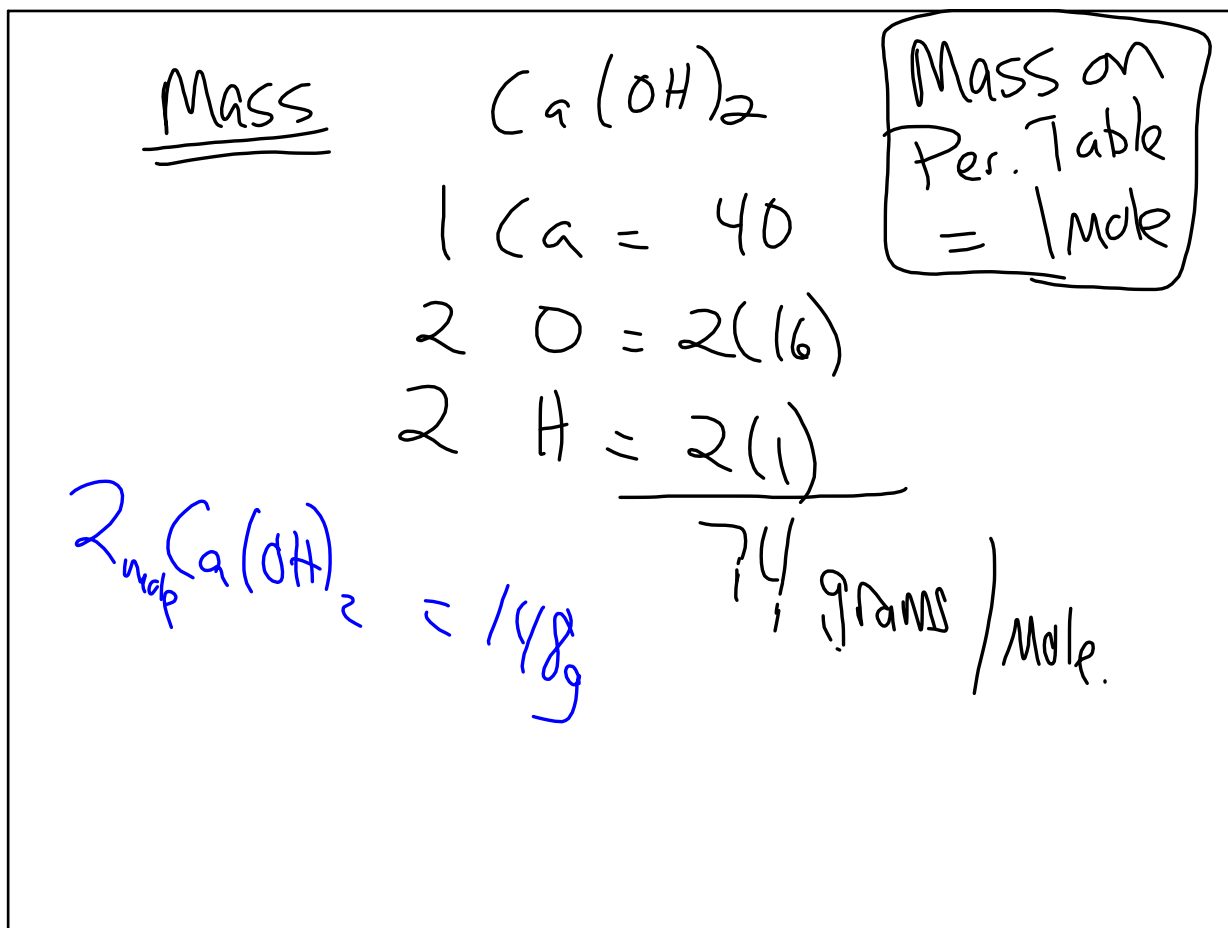 Mass
Ca(OH)2
Mass on
Per. Table
= 1 mole
1 Ca = 40
2 O = 2(16)
2 H = 2(1)
74 grams / Mole.
2 mole Ca(OH)2 = 148g